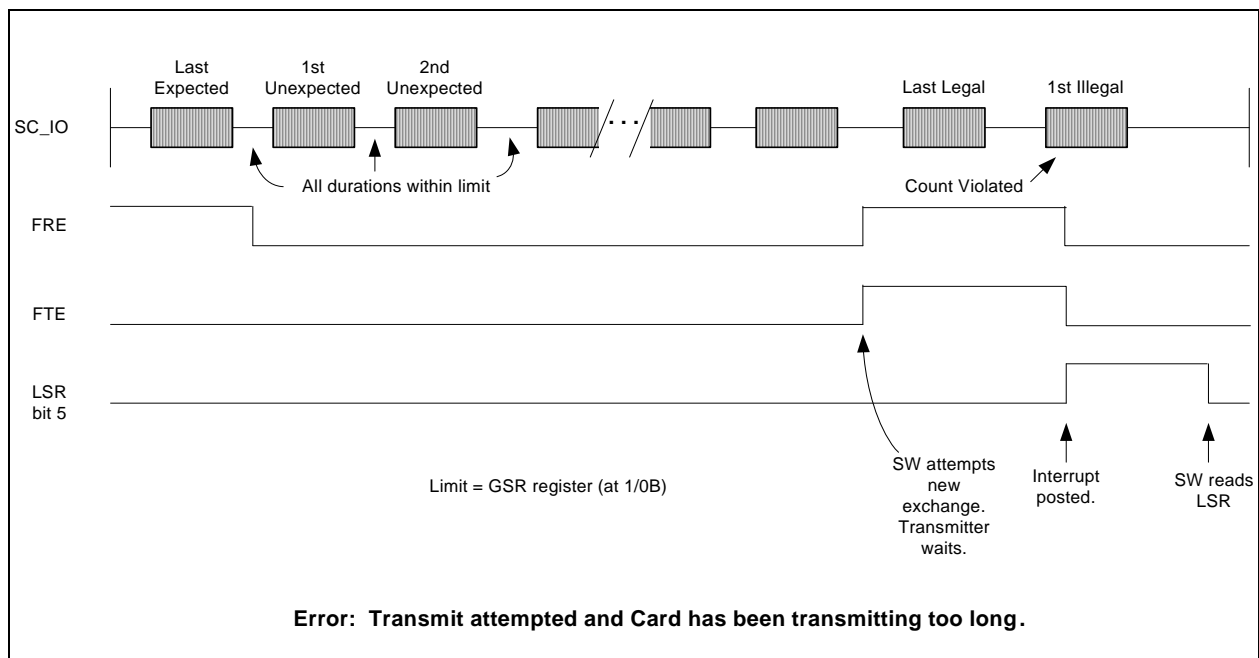 Last
Expected
1st
Unexpected
2nd
Unexpected
Last Legal
1st Illegal
SC_IO
. . .
All durations within limit
Count Violated
FRE
FTE
LSR
bit 5
Limit = GSR register (at 1/0B)
SW attempts
new
exchange.
Transmitter
waits.
Interrupt
posted.
SW reads
LSR
Error: Transmit attempted and Card has been transmitting too long.